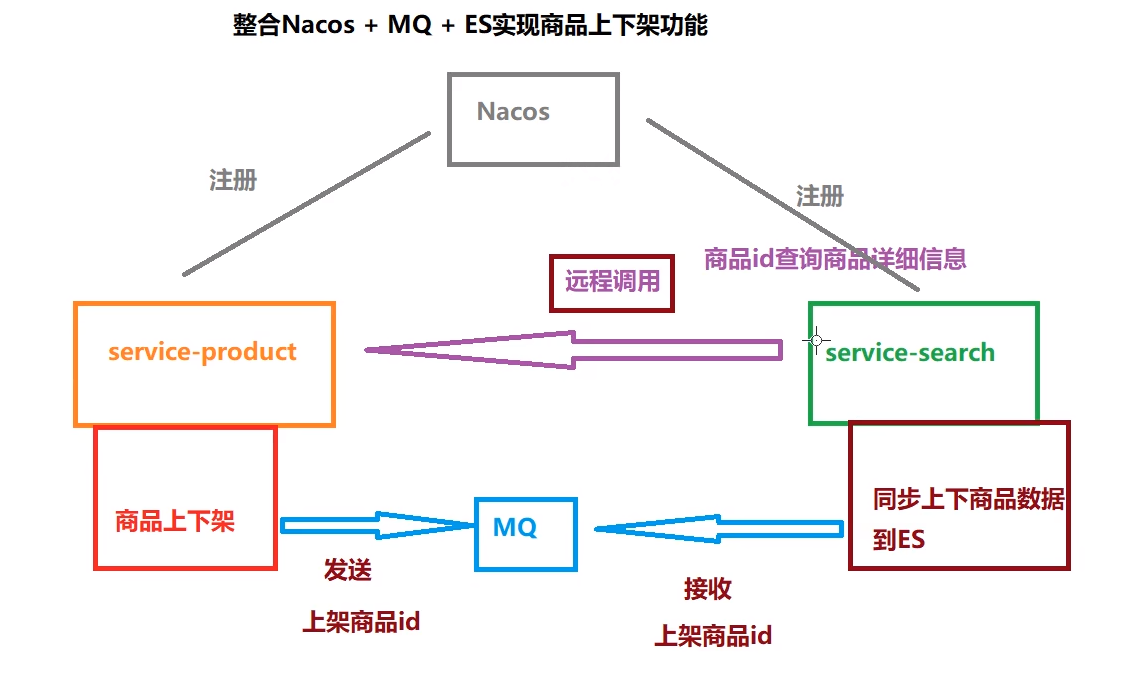 整合Nacos + MQ + ES实现商品上下架功能
Nacos
注册
注册
商品id查询商品详细信息
远程调用
service-product
service-search
商品上下架
MQ
同步上下商品数据
到ES
发送
上架商品id
接收
上架商品id